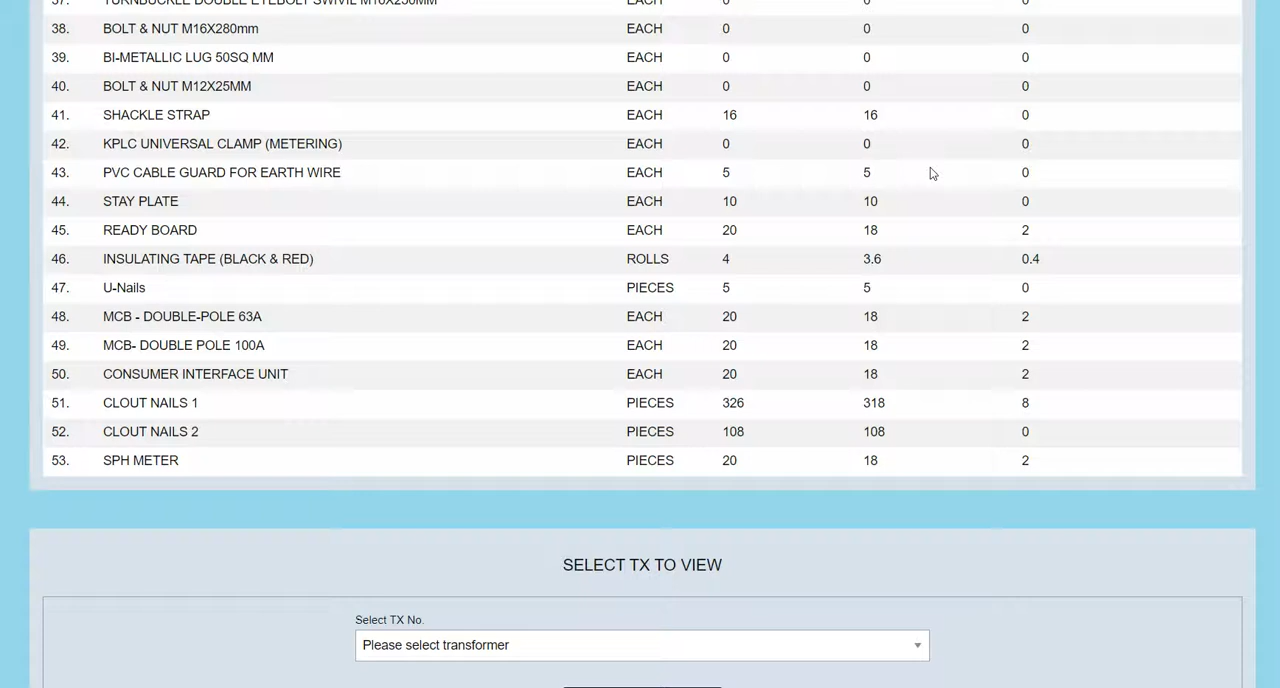 37. TURNBUCKLE DOUBLE EYEBOLT SWIVIL M16X250MM EACH 0 0 0
38. BOLT & NUT M16X280mm EACH 0 0 0
39. BI-METALLIC LUG 50SQ MM EACH 0 0 0
40. BOLT & NUT M12X25MM EACH 0 0 0
41. SHACKLE STRAP EACH 16 16 0
42. KPLC UNIVERSAL CLAMP (METERING) EACH 0 0 0
43. PVC CABLE GUARD FOR EARTH WIRE EACH 5 5 0
44. STAY PLATE EACH 10 10 0
45. READY BOARD EACH 20 18 2
46. INSULATING TAPE (BLACK & RED) ROLLS 4 3.6 0.4
47. U-Nails PIECES 5 5 0
48. MCB - DOUBLE-POLE 63A EACH 20 18 2
49. MCB- DOUBLE POLE 100A EACH 20 18 2
50. CONSUMER INTERFACE UNIT EACH 20 18 2
51. CLOUT NAILS 1 PIECES 326 318 8
52. CLOUT NAILS 2 PIECES 108 108 0
53. SPH METER PIECES 20 18 2
SELECT TX TO VIEW
Select TX No.
Please select transformer